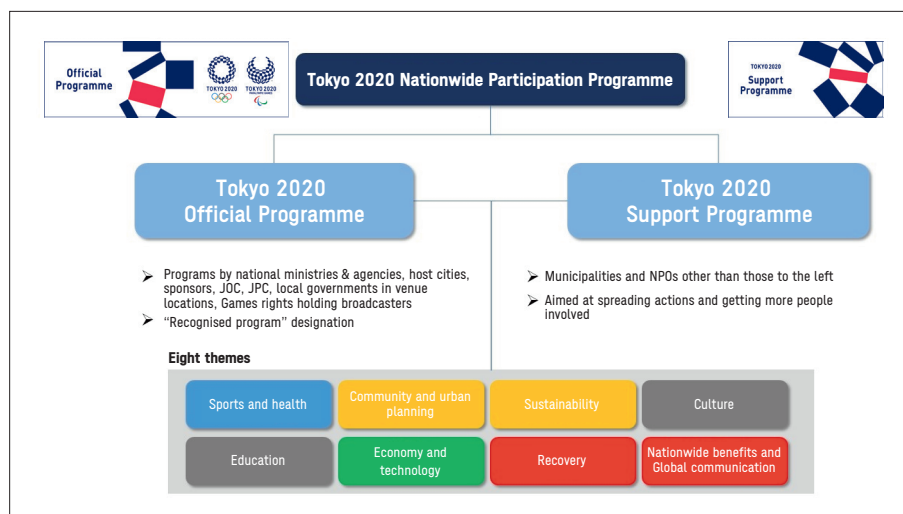 Official
Programme
TOKYO 2020
TOKYO 2020
Tokyo 2020 Nationwide Participation Programme
TOKYO 2020
Support
Programme
Tokyo 2020
Official Programme
Tokyo 2020
Support Programme
➢ Programs by national ministries & agencies, host cities,
sponsors, JOC, JPC, local governments in venue
locations, Games rights holding broadcasters
➢ “Recognised program” designation
➢ Municipalities and NPOs other than those to the left
➢ Aimed at spreading actions and getting more people
involved
Eight themes
Sports and health
Community and urban
planning
Sustainability
Culture
Education
Economy and
technology
Recovery
Nationwide benefits and
Global communication